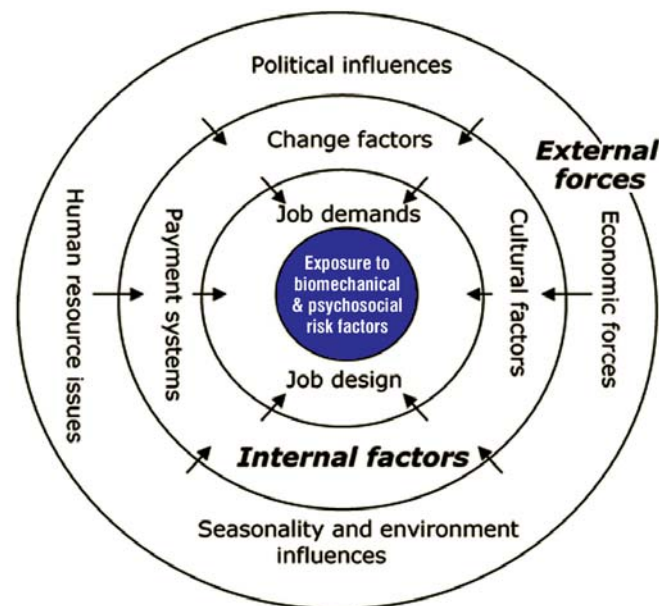 Political influences
Change factors
External
forces
Human resource issues
Payment systems
Job demands
Exposure to
biomechanical
& psychosocial
risk factors
Job design
Cultural factors
Economic forces
Internal factors
Seasonality and environment
influences